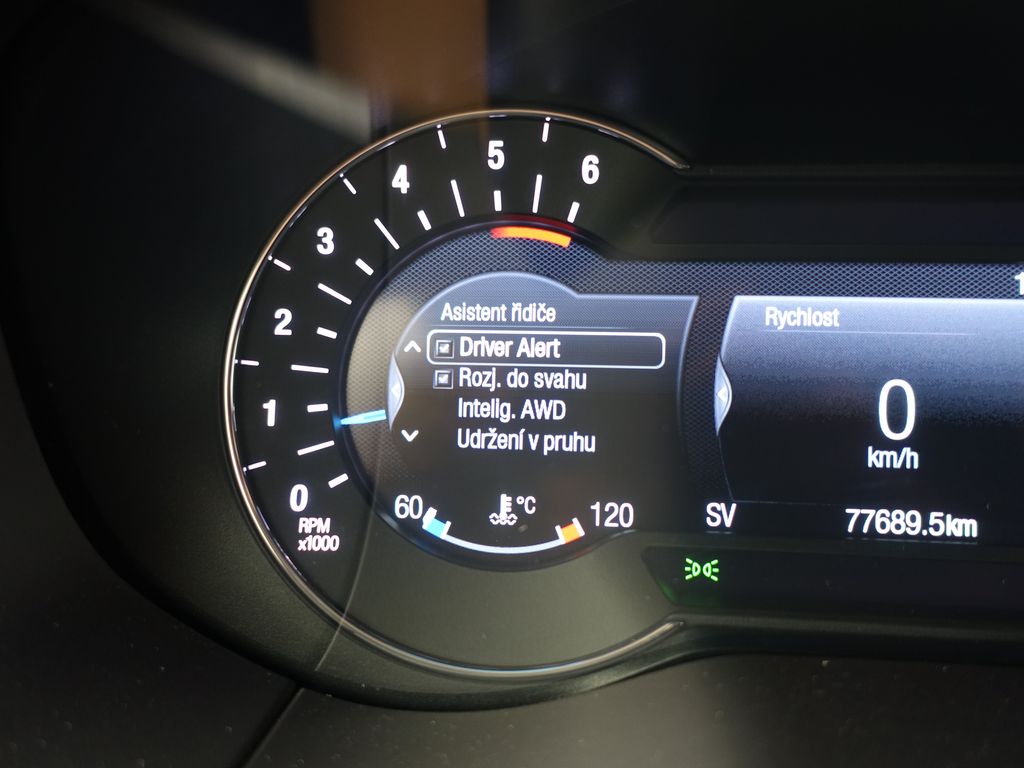 6
5
4
3
2
1
0
RPM
x1000
Asistent řidiče
Driver Alert
Rozj. do svahu
Intelig. AWD
Udržení v pruhu
60
°C
120
Rychlost
0
km/h
SV
77689.5km